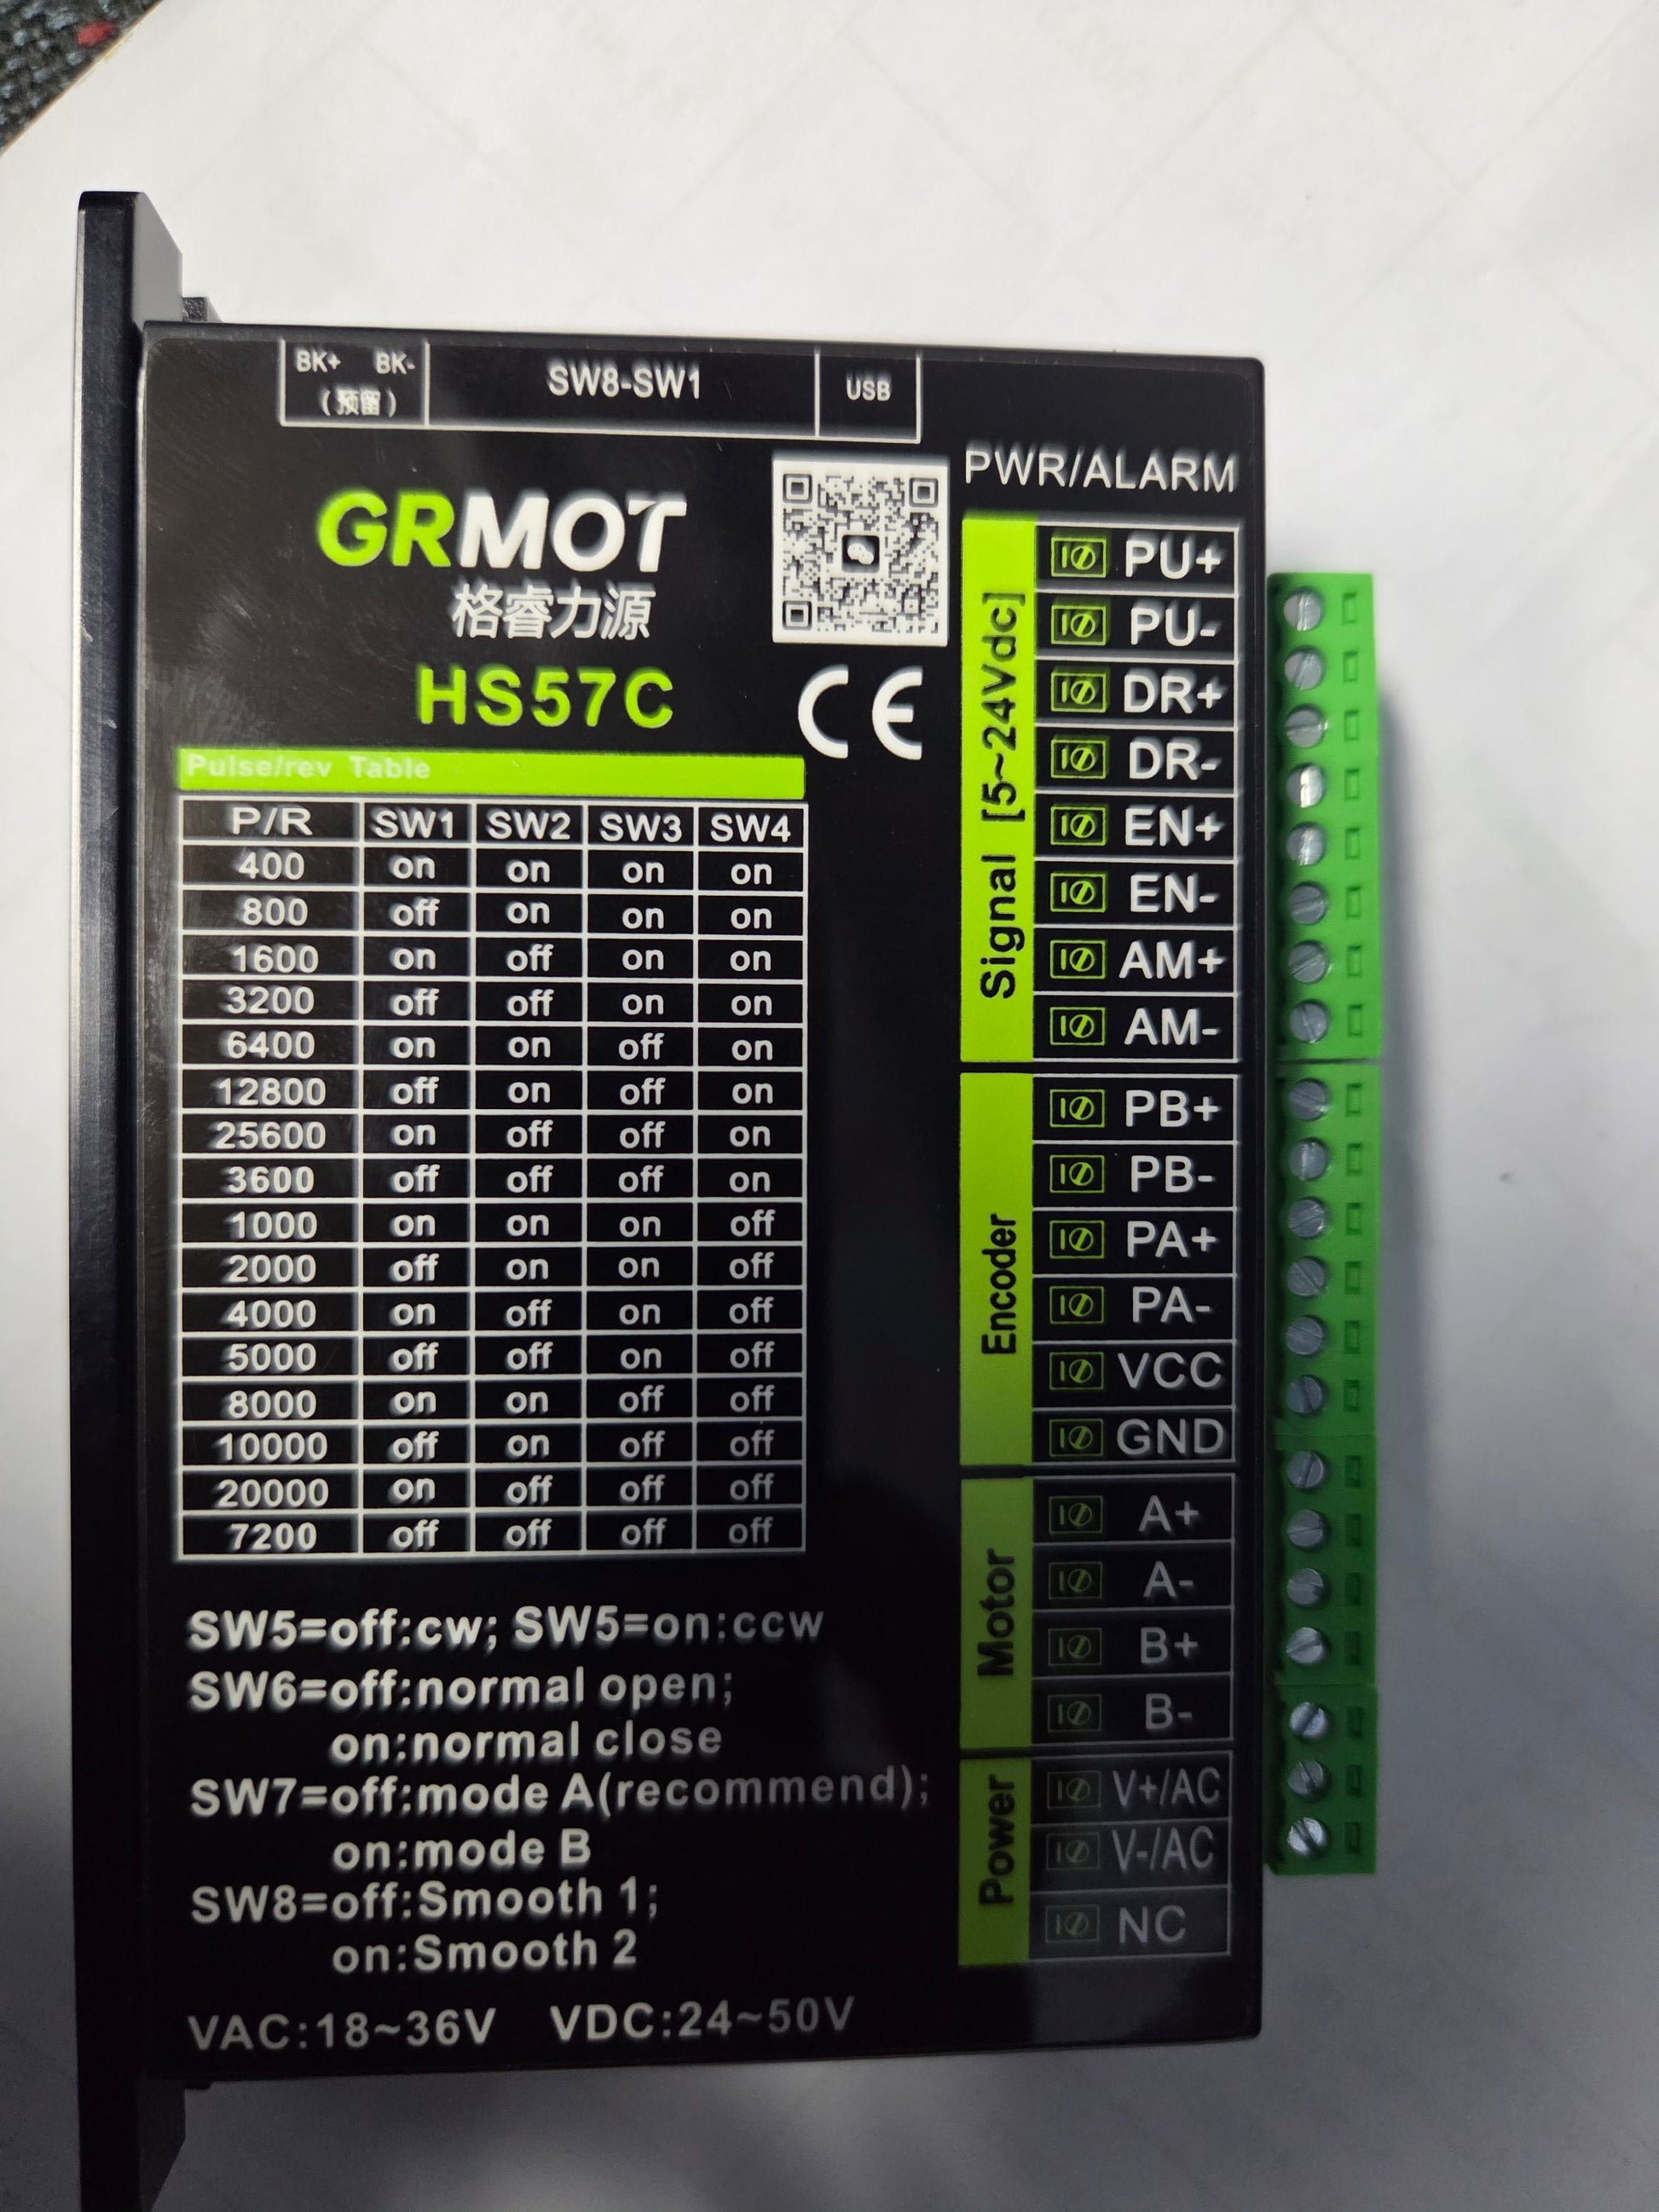 BK+ BK-
(预留)
SW8-SW1
USB
GRMOT
格睿力源
HS57C
CE
Pulse/rev Table
P/R SW1 SW2 SW3 SW4
400 on on on on
800 off on on on
1600 on off on on
3200 off off on on
6400 on on off on
12800 off on off on
25600 on off off on
3600 off off off on
1000 on on on off
2000 off on on off
4000 on off on off
5000 off off on off
8000 on on off off
10000 off on off off
20000 on off off off
7200 off off off off
SW5=off:cw; SW5=on:ccw
SW6=off:normal open;
on:normal close
SW7=off:mode A(recommend);
on:mode B
SW8=off:Smooth 1;
on:Smooth 2
VAC:18~36V VDC:24~50V
PWR/ALARM
Signal [5~24Vdc]
PU+
PU-
DR+
DR-
EN+
EN-
AM+
AM-
Encoder
PB+
PB-
PA+
PA-
VCC
GND
Motor
A+
A-
B+
B-
Power
V+/AC
V-/AC
NC